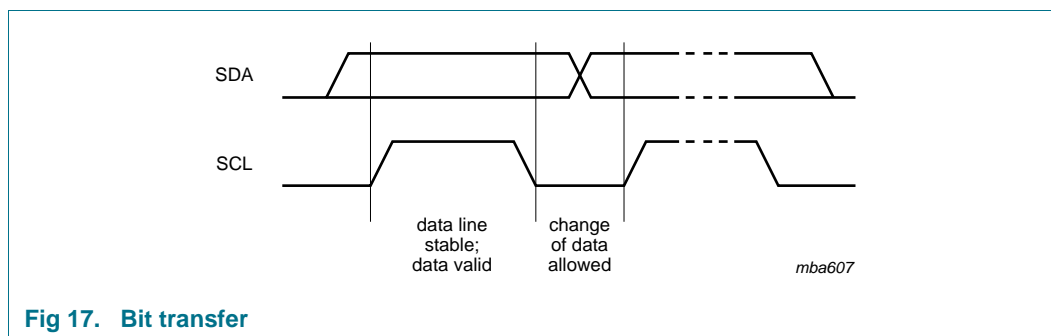 SDA
SCL
data line
stable;
data valid
change
of data
allowed
mba607
Fig 17. Bit transfer